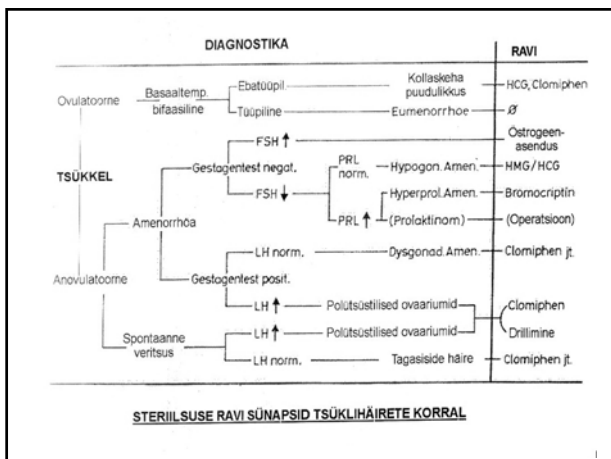 DIAGNOSTIKA RAVI
Ovulatoorne Basaaltemp. bifaasiline Ebatüüpil. Kollaskeha puudulikkus HCG, Clomiphen
Tüüpiline Eumenorrhoe Ø
FSH ↑ Östrogeen-asendus
TSÜKKEL
Gestagentest negat.
PRL norm. Hypogon. Amen. HMG/HCG
FSH ↓ Hyperprol. Amen. Bromocriptin
PRL ↑ (Prolaktinom) (Operatsioon)
Amenorrhöa
LH norm. Dysgonad. Amen. Clomiphen jt.
Anovulatoorne Gestagentest posit.
LH ↑ Polütsüstilised ovaariumid Clomiphen
Spontaanne veritsus LH ↑ Polütsüstilised ovaariumid Drillimine
LH norm. Tagasiside häire Clomiphen jt.
STERIILSUSE RAVI SÜNAPSID TSÜKLIHÄIRETE KORRAL